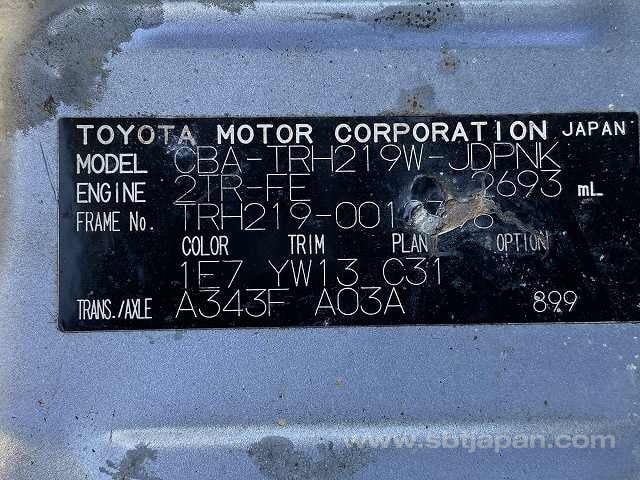 TOYOTA MOTOR CORPORATION JAPAN
MODEL CBA-TRH219W-JDPNK
ENGINE 2TR-FE 2693 mL
FRAME No.
COLOR TRIM PLANT OPTION
1E7 YW13 C31
TRANS./AXLE A343F A03A 899
www.sbtjapan.com